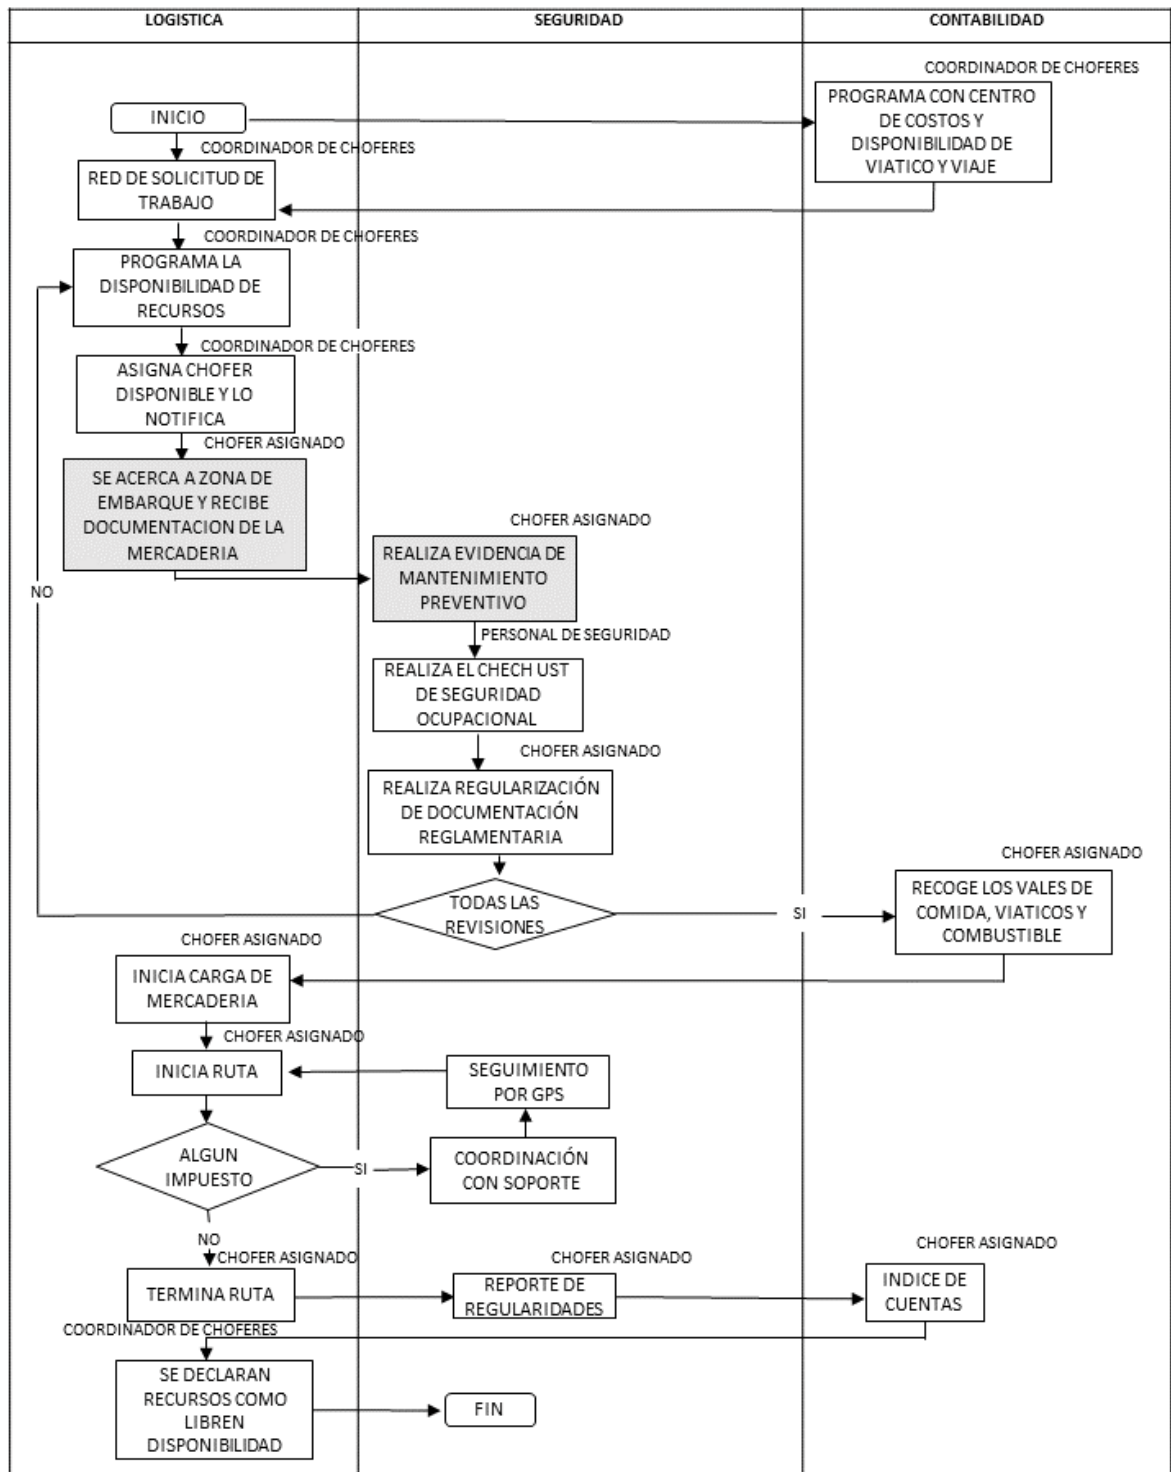 LOGISTICA
SEGURIDAD
CONTABILIDAD
COORDINADOR DE CHOFERES
INICIO
PROGRAMA CON CENTRO
DE COSTOS Y
DISPONIBILIDAD DE
VIATICO Y VIAJE
COORDINADOR DE CHOFERES
RED DE SOLICITUD DE
TRABAJO
COORDINADOR DE CHOFERES
PROGRAMA LA
DISPONIBILIDAD DE
RECURSOS
COORDINADOR DE CHOFERES
ASIGNA CHOFER
DISPONIBLE Y LO
NOTIFICA
CHOFER ASIGNADO
SE ACERCA A ZONA DE
EMBARQUE Y RECIBE
DOCUMENTACION DE LA
MERCADERIA
CHOFER ASIGNADO
REALIZA EVIDENCIA DE
MANTENIMIENTO
PREVENTIVO
NO
PERSONAL DE SEGURIDAD
REALIZA EL CHECH UST
DE SEGURIDAD
OCUPACIONAL
CHOFER ASIGNADO
REALIZA REGULARIZACIÓN
DE DOCUMENTACIÓN
REGLAMENTARIA
TODAS LAS
REVISIONES
SI
CHOFER ASIGNADO
RECOGE LOS VALES DE
COMIDA, VIATICOS Y
COMBUSTIBLE
CHOFER ASIGNADO
INICIA CARGA DE
MERCADERIA
CHOFER ASIGNADO
INICIA RUTA
SEGUIMIENTO
POR GPS
ALGUN
IMPUESTO
SI
COORDINACIÓN
CON SOPORTE
NO
CHOFER ASIGNADO
TERMINA RUTA
CHOFER ASIGNADO
REPORTE DE
REGULARIDADES
CHOFER ASIGNADO
INDICE DE
CUENTAS
COORDINADOR DE CHOFERES
SE DECLARAN
RECURSOS COMO
LIBREN
DISPONIBILIDAD
FIN